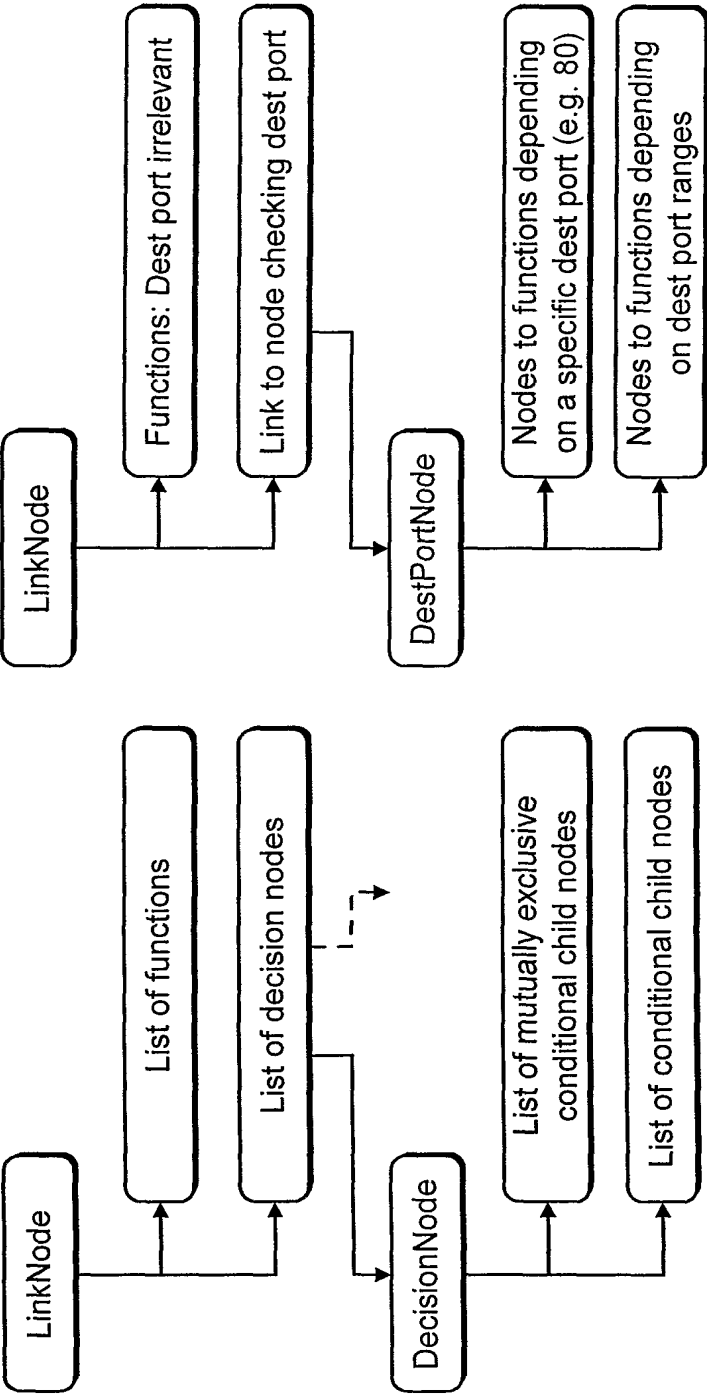 LinkNode
List of functions
List of decision nodes
DecisionNode
List of mutually exclusive
conditional child nodes
List of conditional child nodes
LinkNode
Functions: Dest port irrelevant
Link to node checking dest port
DestPortNode
Nodes to functions depending
on a specific dest port (e.g. 80)
Nodes to functions depending
on dest port ranges